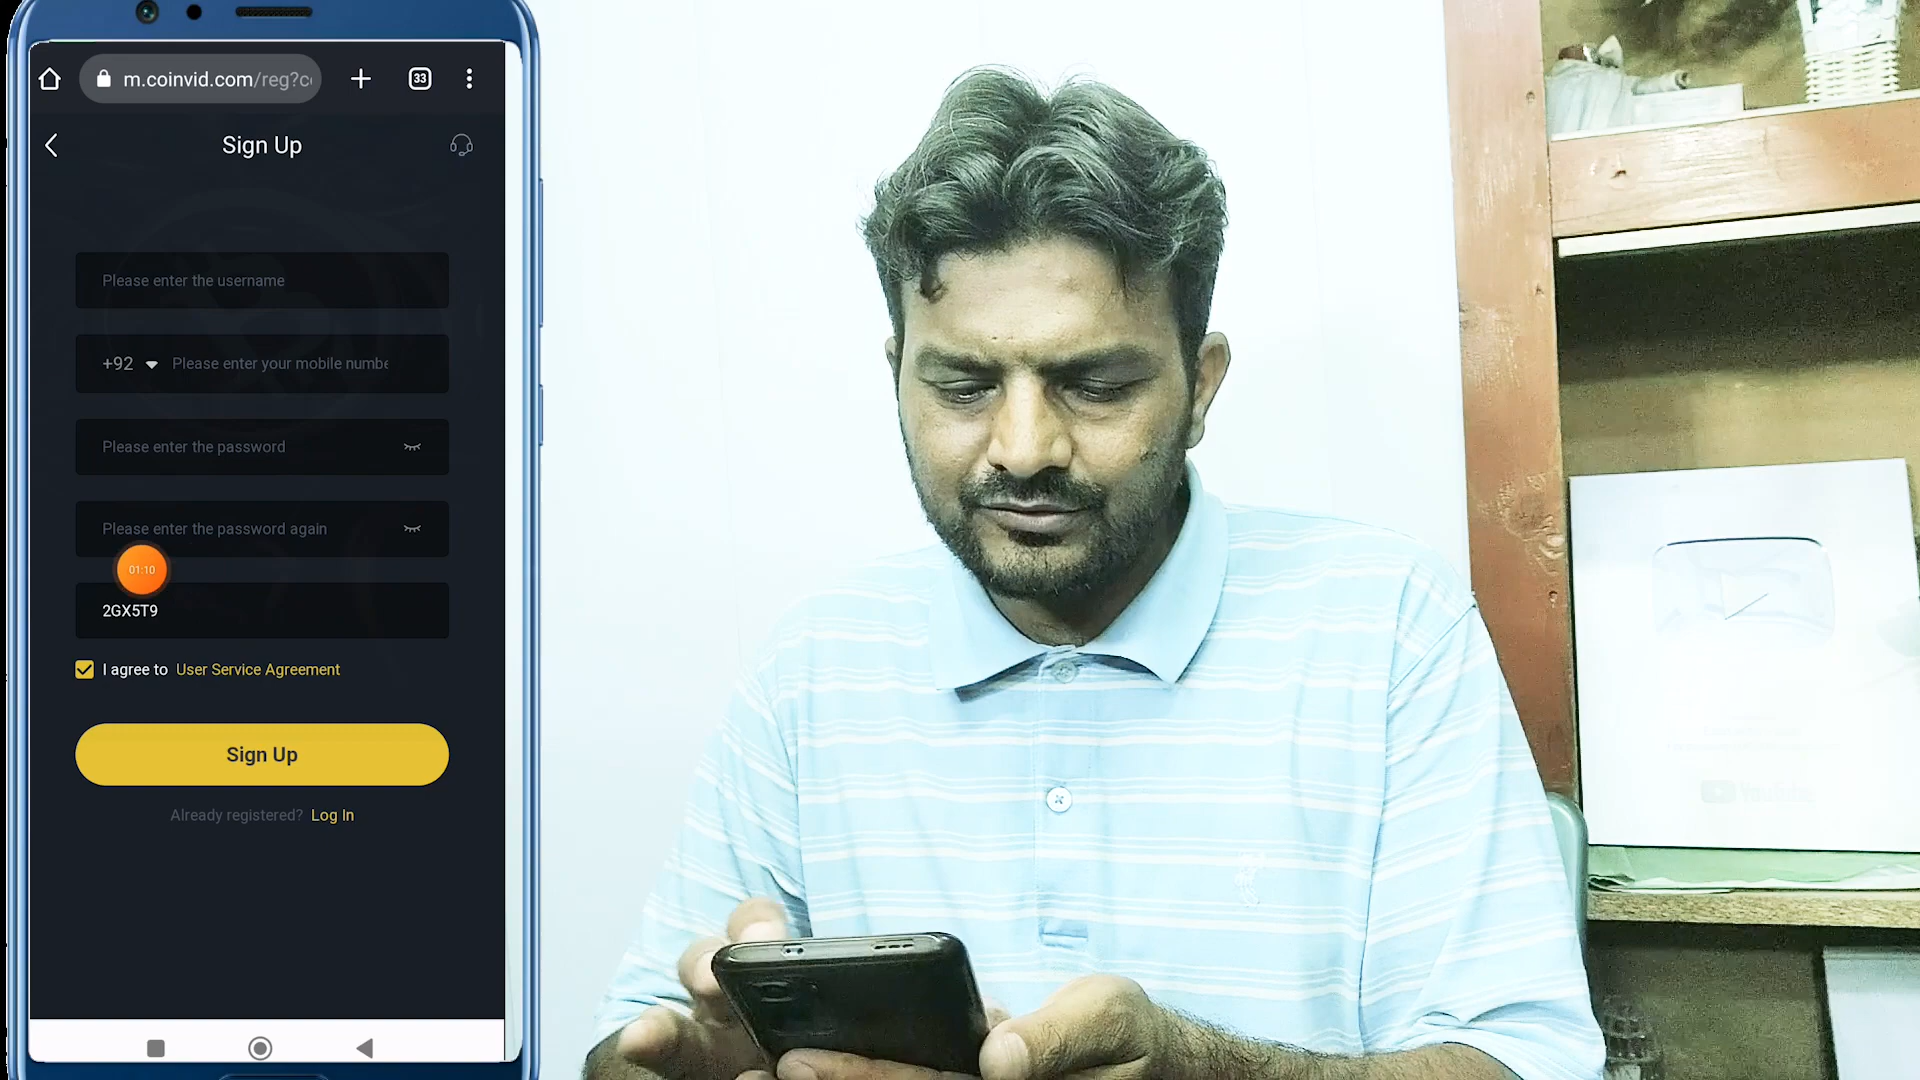 m.coinvid.com/reg?c
33
Sign Up
Please enter the username
+92 Please enter your mobile numbe
Please enter the password
Please enter the password again
01:10
2GX5T9
I agree to User Service Agreement
Sign Up
Already registered? Log In
YouTube